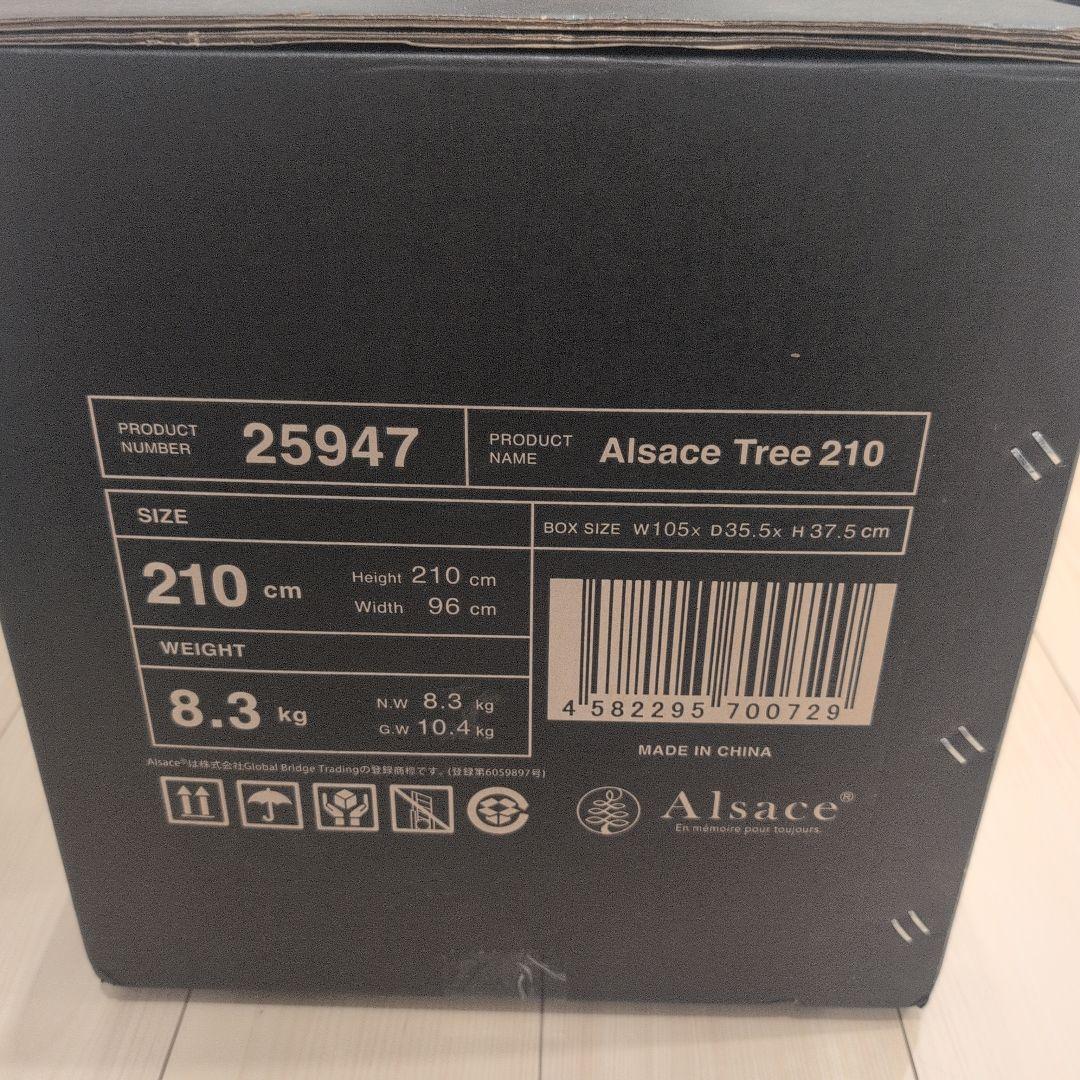 PRODUCT NUMBER 25947
PRODUCT NAME Alsace Tree 210
SIZE
210 cm
Height 210 cm
Width 96 cm
WEIGHT
8.3 kg
N.W 8.3 kg
G.W 10.4 kg
BOX SIZE W105x D35.5x H37.5cm
4 582295 700729
MADE IN CHINA
Alsace®は株式会社Global Bridge Tradingの登録商標です。(登録第6059897号)
Alsace®
En mémoire pour toujours.